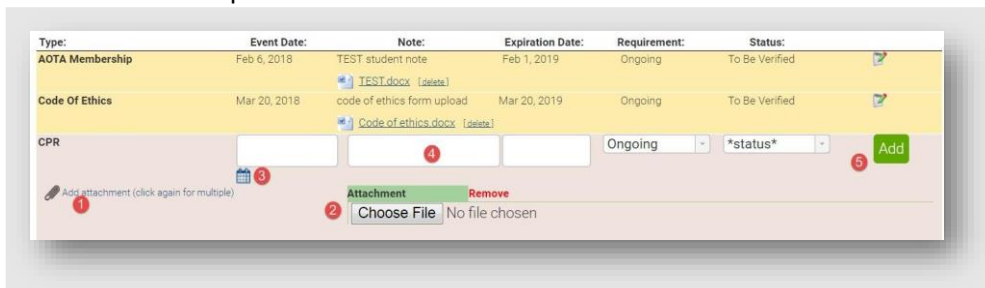 Type: Event Date: Note: Expiration Date: Requirement: Status:
AOTA Membership Feb 6, 2018 TEST student note Feb 1, 2019 Ongoing To Be Verified
TEST.docx [delete]
Code Of Ethics Mar 20, 2018 code of ethics form upload Mar 20, 2019 Ongoing To Be Verified
Code of ethics.docx [delete]
CPR Ongoing *status* Add
4 5
3
Add attachment (click again for multiple) Attachment Remove
1 2 Choose File No file chosen